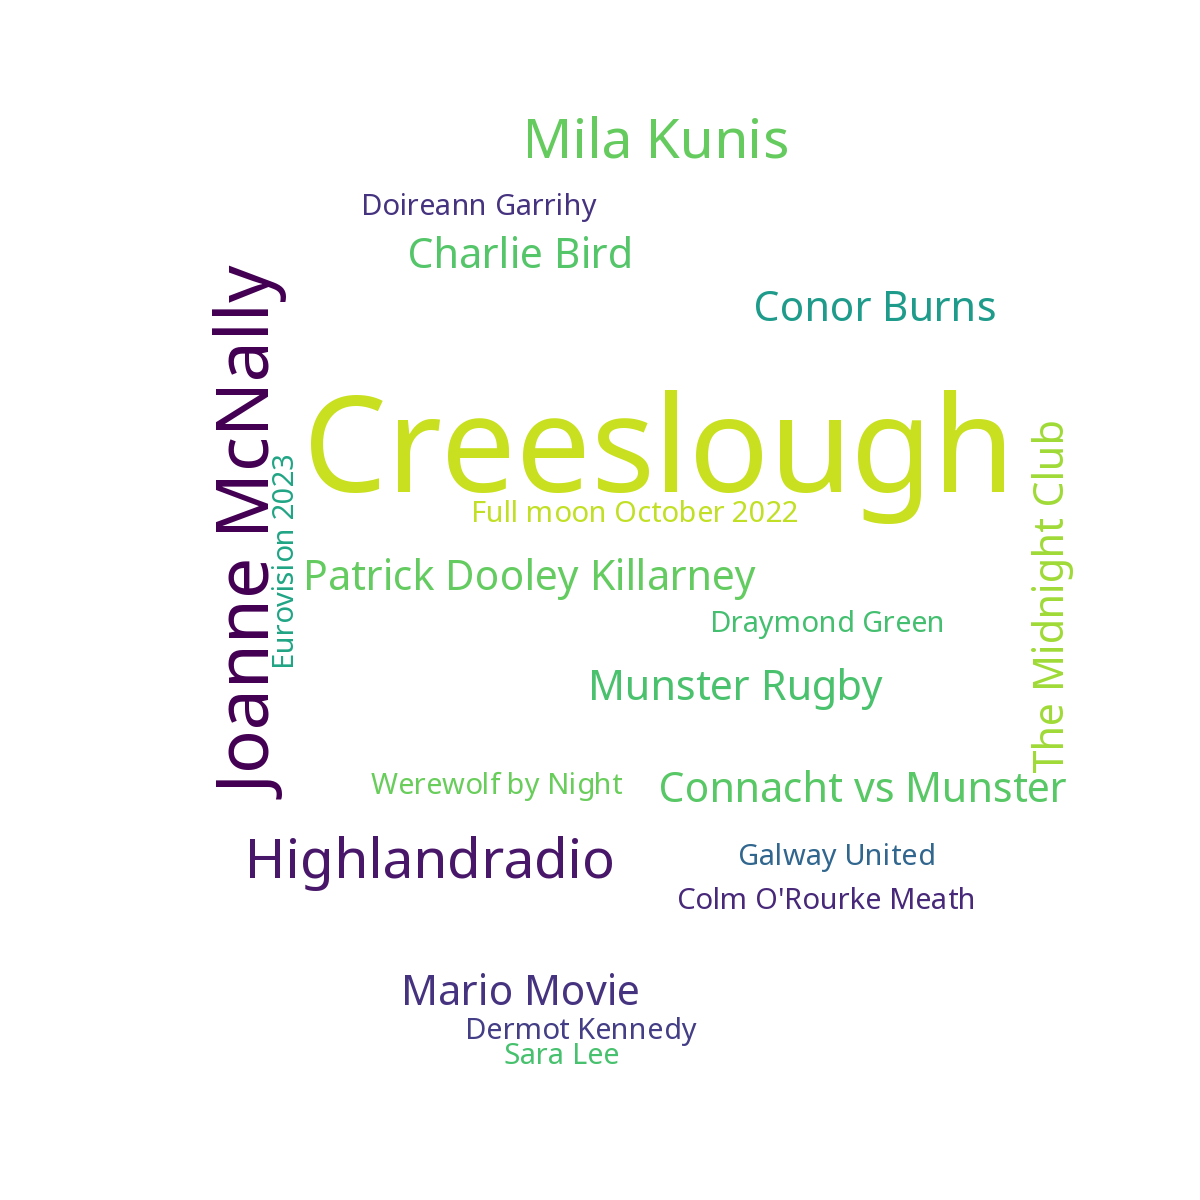 Mila Kunis
Doireann Garrihy
Charlie Bird
Conor Burns
Joanne McNally
Creeslough
Eurovision 2023
The Midnight Club
Full moon October 2022
Patrick Dooley Killarney
Draymond Green
Munster Rugby
Werewolf by Night
Connacht vs Munster
Highlandradio
Galway United
Colm O'Rourke Meath
Mario Movie
Dermot Kennedy
Sara Lee